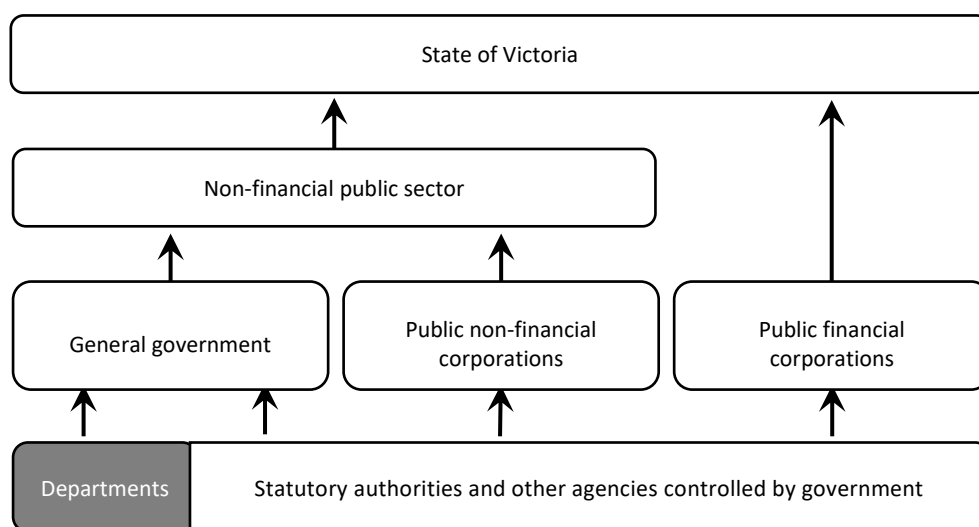 State of Victoria
Non-financial public sector
General government
Public non-financial
corporations
Public financial
corporations
Departments
Statutory authorities and other agencies controlled by government